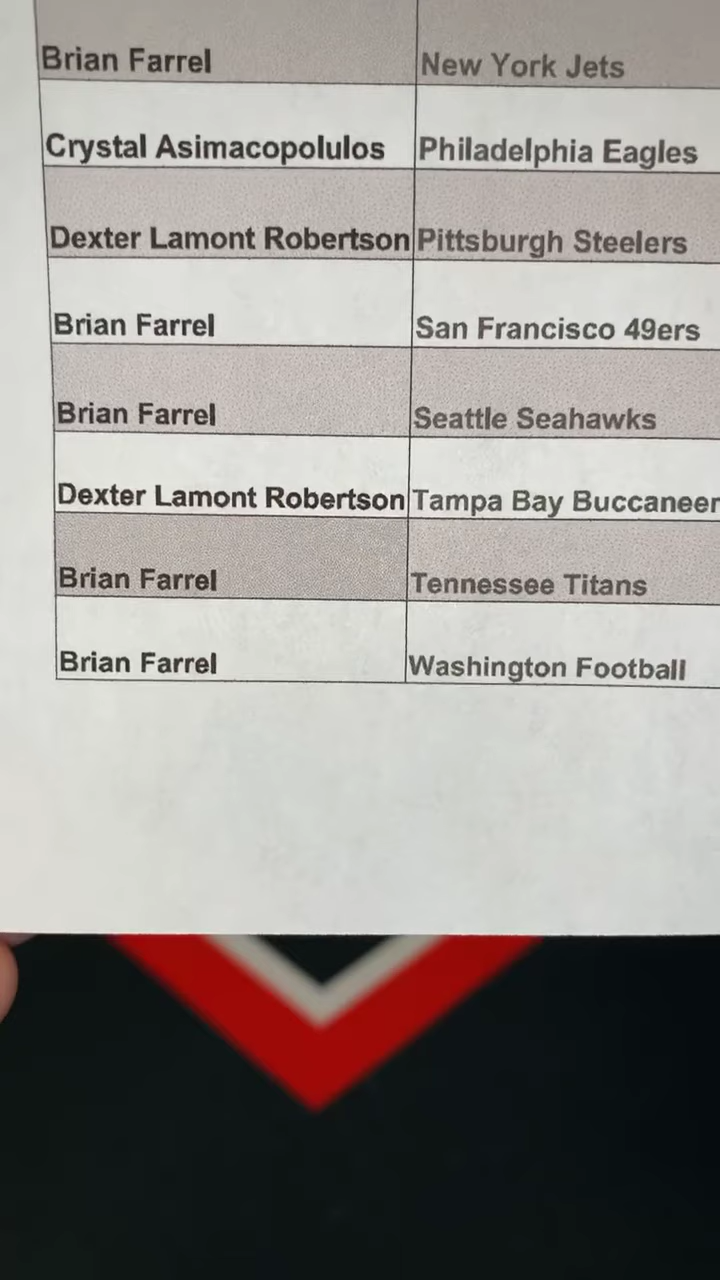 Brian Farrel New York Jets
Crystal Asimacopolulos Philadelphia Eagles
Dexter Lamont Robertson Pittsburgh Steelers
Brian Farrel San Francisco 49ers
Brian Farrel Seattle Seahawks
Dexter Lamont Robertson Tampa Bay Buccaneer
Brian Farrel Tennessee Titans
Brian Farrel Washington Football